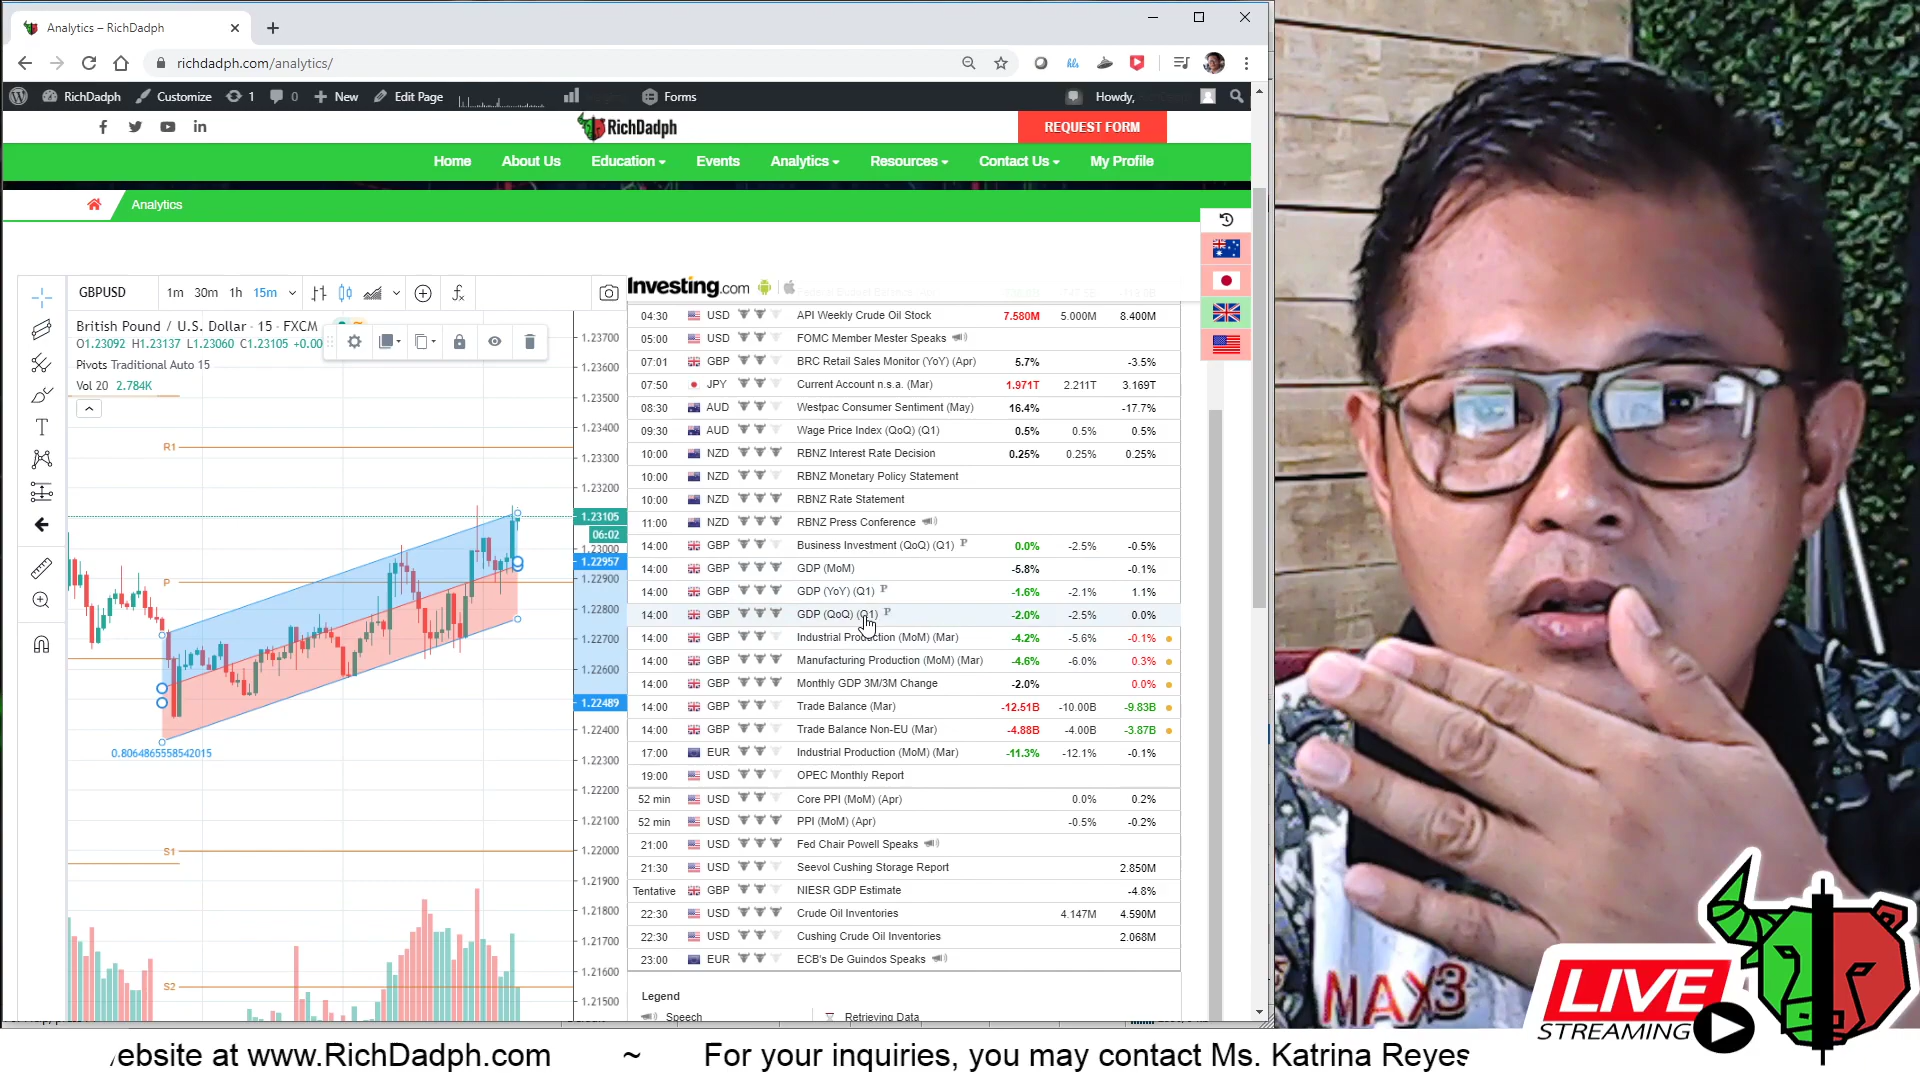 Analytics – RichDadph
richdadph.com/analytics/
RichDadph
Customize
1
0
New
Edit Page
Forms
Howdy,
RichDadph
REQUEST FORM
Home
About Us
Education
Events
Analytics
Resources
Contact Us
My Profile
Analytics
GBPUSD
1m 30m 1h 15m
British Pound / U.S. Dollar · 15 · FXCM
O1.23092 H1.23137 L1.23060 C1.23105 +0.00
Pivots Traditional Auto 15
Vol 20 2.784K
R1
P
S1
S2
0.8064865558542015
1.23700
1.23600
1.23500
1.23400
1.23300
1.23200
1.23105
06:02
1.23000
1.22957
1.22900
1.22800
1.22700
1.22600
1.22489
1.22400
1.22300
1.22200
1.22100
1.22000
1.21900
1.21800
1.21700
1.21600
1.21500
Investing.com
04:30 USD API Weekly Crude Oil Stock 7.580M 5.000M 8.400M
05:00 USD FOMC Member Mester Speaks
07:01 GBP BRC Retail Sales Monitor (YoY) (Apr) 5.7% -3.5%
07:50 JPY Current Account n.s.a. (Mar) 1.971T 2.211T 3.169T
08:30 AUD Westpac Consumer Sentiment (May) 16.4% -17.7%
09:30 AUD Wage Price Index (QoQ) (Q1) 0.5% 0.5% 0.5%
10:00 NZD RBNZ Interest Rate Decision 0.25% 0.25% 0.25%
10:00 NZD RBNZ Monetary Policy Statement
10:00 NZD RBNZ Rate Statement
11:00 NZD RBNZ Press Conference
14:00 GBP Business Investment (QoQ) (Q1) P 0.0% -2.5% -0.5%
14:00 GBP GDP (MoM) -5.8% -0.1%
14:00 GBP GDP (YoY) (Q1) P -1.6% -2.1% 1.1%
14:00 GBP GDP (QoQ) (Q1) P -2.0% -2.5% 0.0%
14:00 GBP Industrial Production (MoM) (Mar) -4.2% -5.6% -0.1%
14:00 GBP Manufacturing Production (MoM) (Mar) -4.6% -6.0% 0.3%
14:00 GBP Monthly GDP 3M/3M Change -2.0% 0.0%
14:00 GBP Trade Balance (Mar) -12.51B -10.00B -9.83B
14:00 GBP Trade Balance Non-EU (Mar) -4.88B -4.00B -3.87B
17:00 EUR Industrial Production (MoM) (Mar) -11.3% -12.1% -0.1%
19:00 USD OPEC Monthly Report
52 min USD Core PPI (MoM) (Apr) 0.0% 0.2%
52 min USD PPI (MoM) (Apr) -0.5% -0.2%
21:00 USD Fed Chair Powell Speaks
21:30 USD Seevol Cushing Storage Report 2.850M
Tentative GBP NIESR GDP Estimate -4.8%
22:30 USD Crude Oil Inventories 4.147M 4.590M
22:30 USD Cushing Crude Oil Inventories 2.068M
23:00 EUR ECB's De Guindos Speaks
Legend
Speech
Retrieving Data
MAX3
LIVE
STREAMING
ebsite at www.RichDadph.com ~ For your inquiries, you may contact Ms. Katrina Reyes